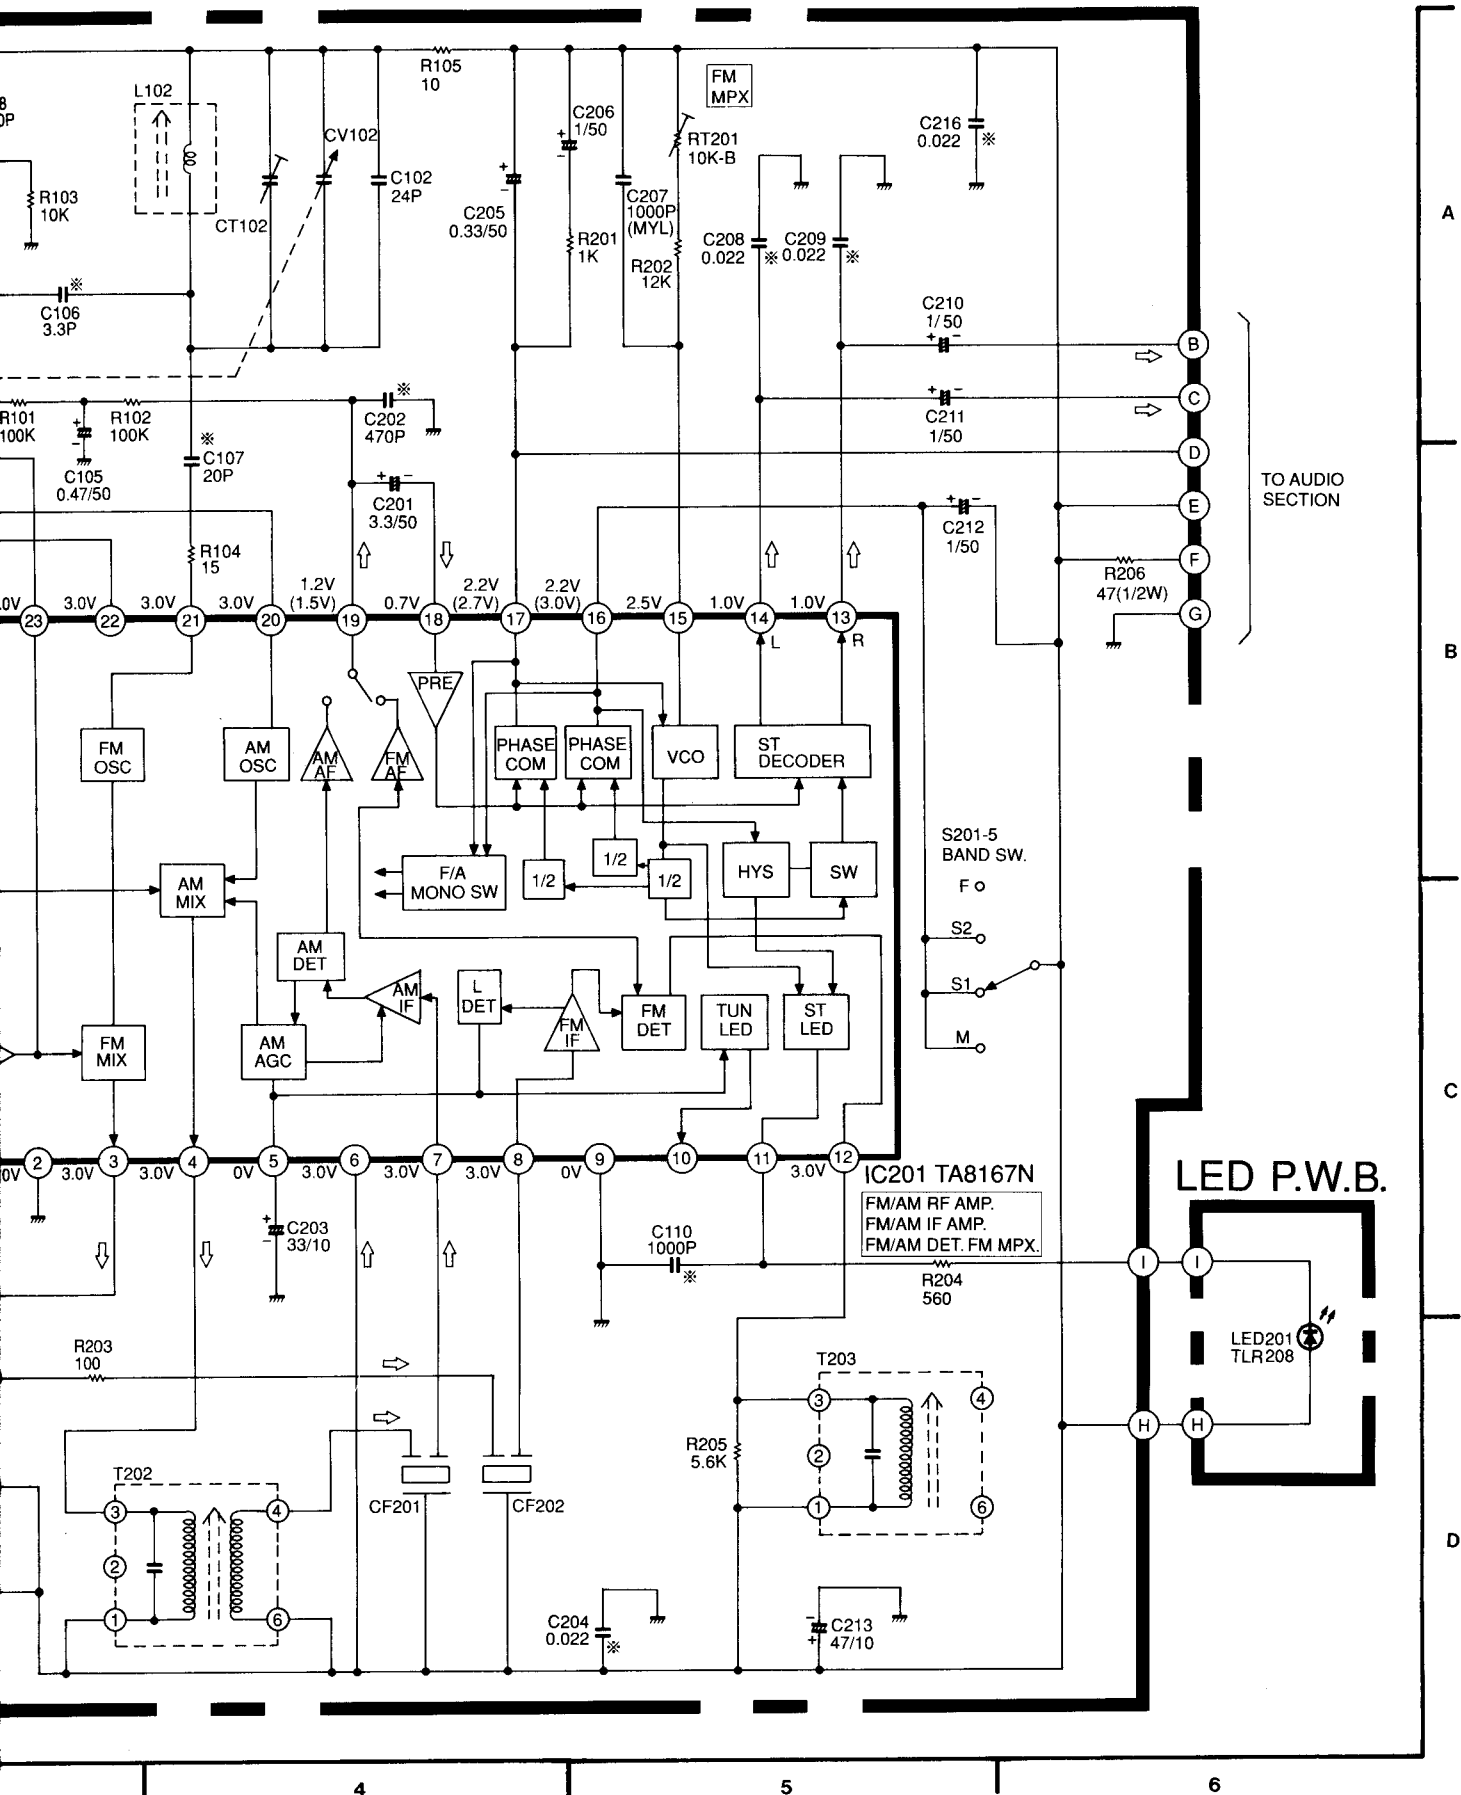 L102
R105
10
FM
MPX
C206
1/50
RT201
10K-B
C216
0.022
※
R103
10K
CV102
C102
24P
CT102
C205
0.33/50
C207
1000P
(MYL)
R201
1K
R202
12K
C208
0.022
※
C209
0.022
※
※
C106
3.3P
C210
1/50
+ -
B
A
R101
100K
R102
100K
+
-
C105
0.47/50
※
C202
470P
C211
1/50
+ -
C
※
C107
20P
+ -
C201
3.3/50
D
TO AUDIO
SECTION
R104
15
+ -
C212
1/50
E
F
R206
47(1/2W)
G
3.0V
3.0V
3.0V
1.2V
(1.5V)
0.7V
2.2V
(2.7V)
2.2V
(3.0V)
2.5V
1.0V
1.0V
23 22 21 20 19 18 17 16 15 14 13
L
R
B
PRE
FM
OSC
AM
OSC
AM
AF
FM
AF
PHASE
COM
PHASE
COM
VCO
ST
DECODER
AM
MIX
F/A
MONO SW
1/2
1/2
1/2
HYS
SW
S201-5
BAND SW.
F
S2
S1
M
AM
DET
AM
IF
L
DET
FM
IF
FM
DET
TUN
LED
ST
LED
FM
MIX
AM
AGC
C
2 3 4 5 6 7 8 9 10 11 12
0V
3.0V
3.0V
0V
3.0V
3.0V
3.0V
0V
3.0V
IC201 TA8167N
FM/AM RF AMP.
FM/AM IF AMP.
FM/AM DET. FM MPX.
LED P.W.B.
+
-
C203
33/10
C110
1000P
※
R204
560
I I
LED201
TLR208
H H
R203
100
T203
3
4
2
1
6
R205
5.6K
T202
3
4
2
1
6
CF201
CF202
C204
0.022
※
-
+
C213
47/10
D
4 5 6